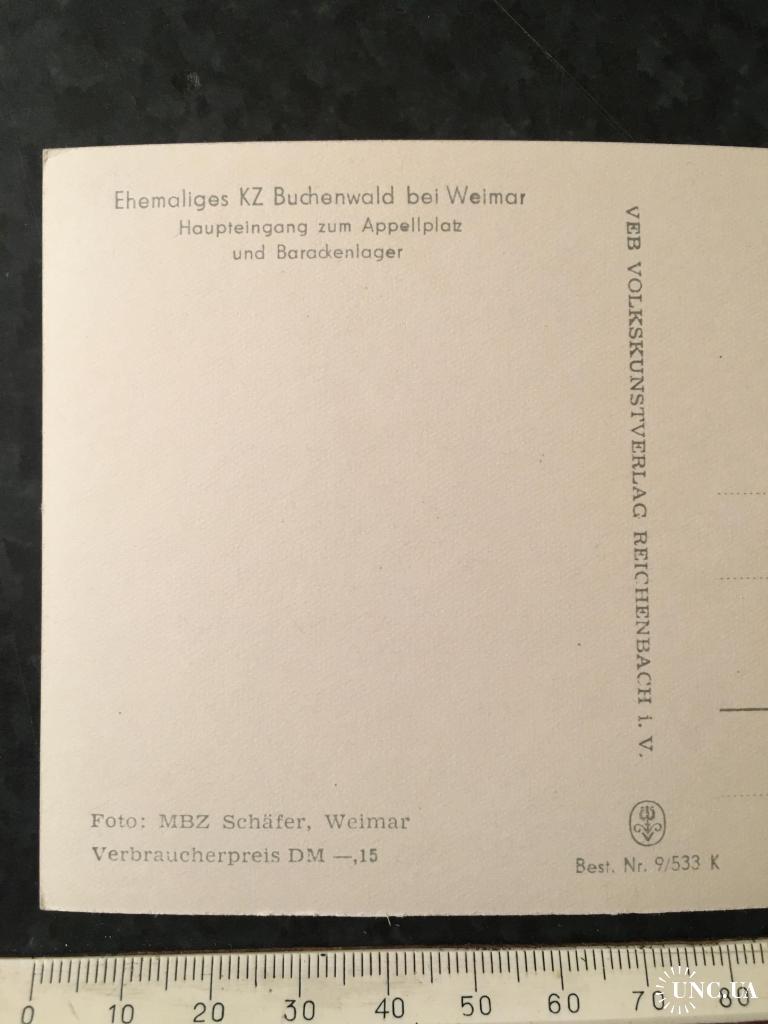 Ehemaliges KZ Buchenwald bei Weimar
Haupteingang zum Appellplatz
und Barackenlager
VEB VOLKSKUNSTVERLAG REICHENBACH i. V.
Foto: MBZ Schäfer, Weimar
Verbraucherpreis DM —,15
Best. Nr. 9/533 K
0 10 20 30 40 50 60 70 80
UNC.UA